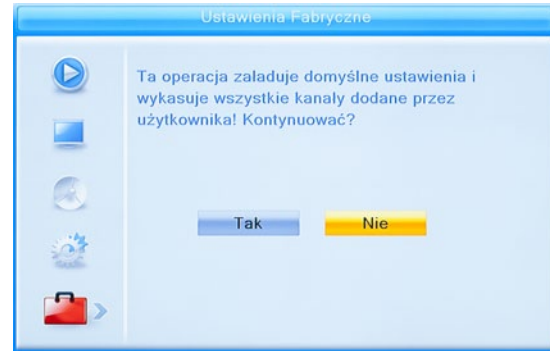 Ustawienia Fabryczne
Ta operacja załaduje domyślne ustawienia i
wykasuje wszystkie kanały dodane przez
użytkownika! Kontynuować?
Tak
Nie